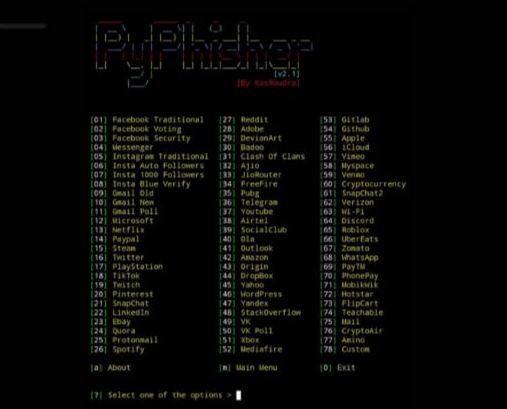 PyPhisher
[v2.1]
[By KasRoudra]
[01] Facebook Traditional [27] Reddit [53] Gitlab
[02] Facebook Voting [28] Adobe [54] Github
[03] Facebook Security [29] DevianArt [55] Apple
[04] Messenger [30] Badoo [56] iCloud
[05] Instagram Traditional [31] Clash Of Clans [57] Vimeo
[06] Insta Auto Followers [32] Ajio [58] Myspace
[07] Insta 1000 Followers [33] JioRouter [59] Venmo
[08] Insta Blue Verify [34] FreeFire [60] Cryptocurrency
[09] Gmail Old [35] Pubg [61] SnapChat2
[10] Gmail New [36] Telegram [62] Verizon
[11] Gmail Poll [37] Youtube [63] Wi-Fi
[12] Microsoft [38] Airtel [64] Discord
[13] Netflix [39] SocialClub [65] Roblox
[14] Paypal [40] Ola [66] UberEats
[15] Steam [41] Outlook [67] Zomato
[16] Twitter [42] Amazon [68] WhatsApp
[17] PlayStation [43] Origin [69] PayTM
[18] TikTok [44] DropBox [70] PhonePay
[19] Twitch [45] Yahoo [71] MobikWik
[20] Pinterest [46] WordPress [72] Hotstar
[21] SnapChat [47] Yandex [73] FlipCart
[22] LinkedIn [48] StackOverflow [74] Teachable
[23] Ebay [49] VK [75] Mail
[24] Quora [50] VK Poll [76] CryptoAir
[25] Protonmail [51] Xbox [77] Amino
[26] Spotify [52] Mediafire [78] Custom
[a] About [m] Main Menu [0] Exit
[?] Select one of the options >